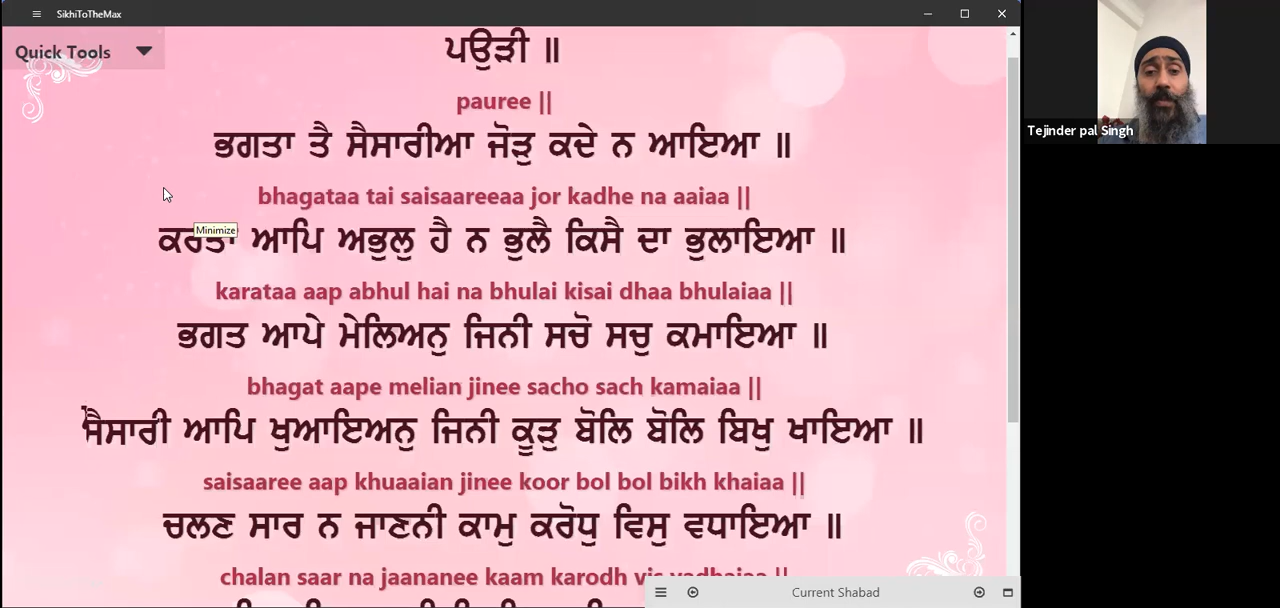 SikhiToTheMax
Quick Tools
ਪਉੜੀ ॥
pauree ||
ਭਗਤਾ ਤੈ ਸੈਸਾਰੀਆ ਜੋੜੁ ਕਦੇ ਨ ਆਇਆ ॥
bhagataa tai saisaareeaa jor kadhe na aaiaa ||
Minimize
ਕਰਤਾ ਆਪਿ ਅਭੁਲੁ ਹੈ ਨ ਭੁਲੈ ਕਿਸੈ ਦਾ ਭੁਲਾਇਆ ॥
karataa aap abhul hai na bhulai kisai dhaa bhulaiaa ||
ਭਗਤ ਆਪੇ ਮੇਲਿਅਨੁ ਜਿਨੀ ਸਚੋ ਸਚੁ ਕਮਾਇਆ ॥
bhagat aape melian jinee sacho sach kamaiaa ||
ਸੈਸਾਰੀ ਆਪਿ ਖੁਆਇਅਨੁ ਜਿਨੀ ਕੂੜੁ ਬੋਲਿ ਬੋਲਿ ਬਿਖੁ ਖਾਇਆ ॥
saisaaree aap khuaaian jinee koor bol bol bikh khaiaa ||
ਚਲਣ ਸਾਰ ਨ ਜਾਣਨੀ ਕਾਮੁ ਕਰੋਧੁ ਵਿਸੁ ਵਧਾਇਆ ॥
chalan saar na jaananee kaam karodh vis vadhaiaa ||
Current Shabad
Tejinder pal Singh